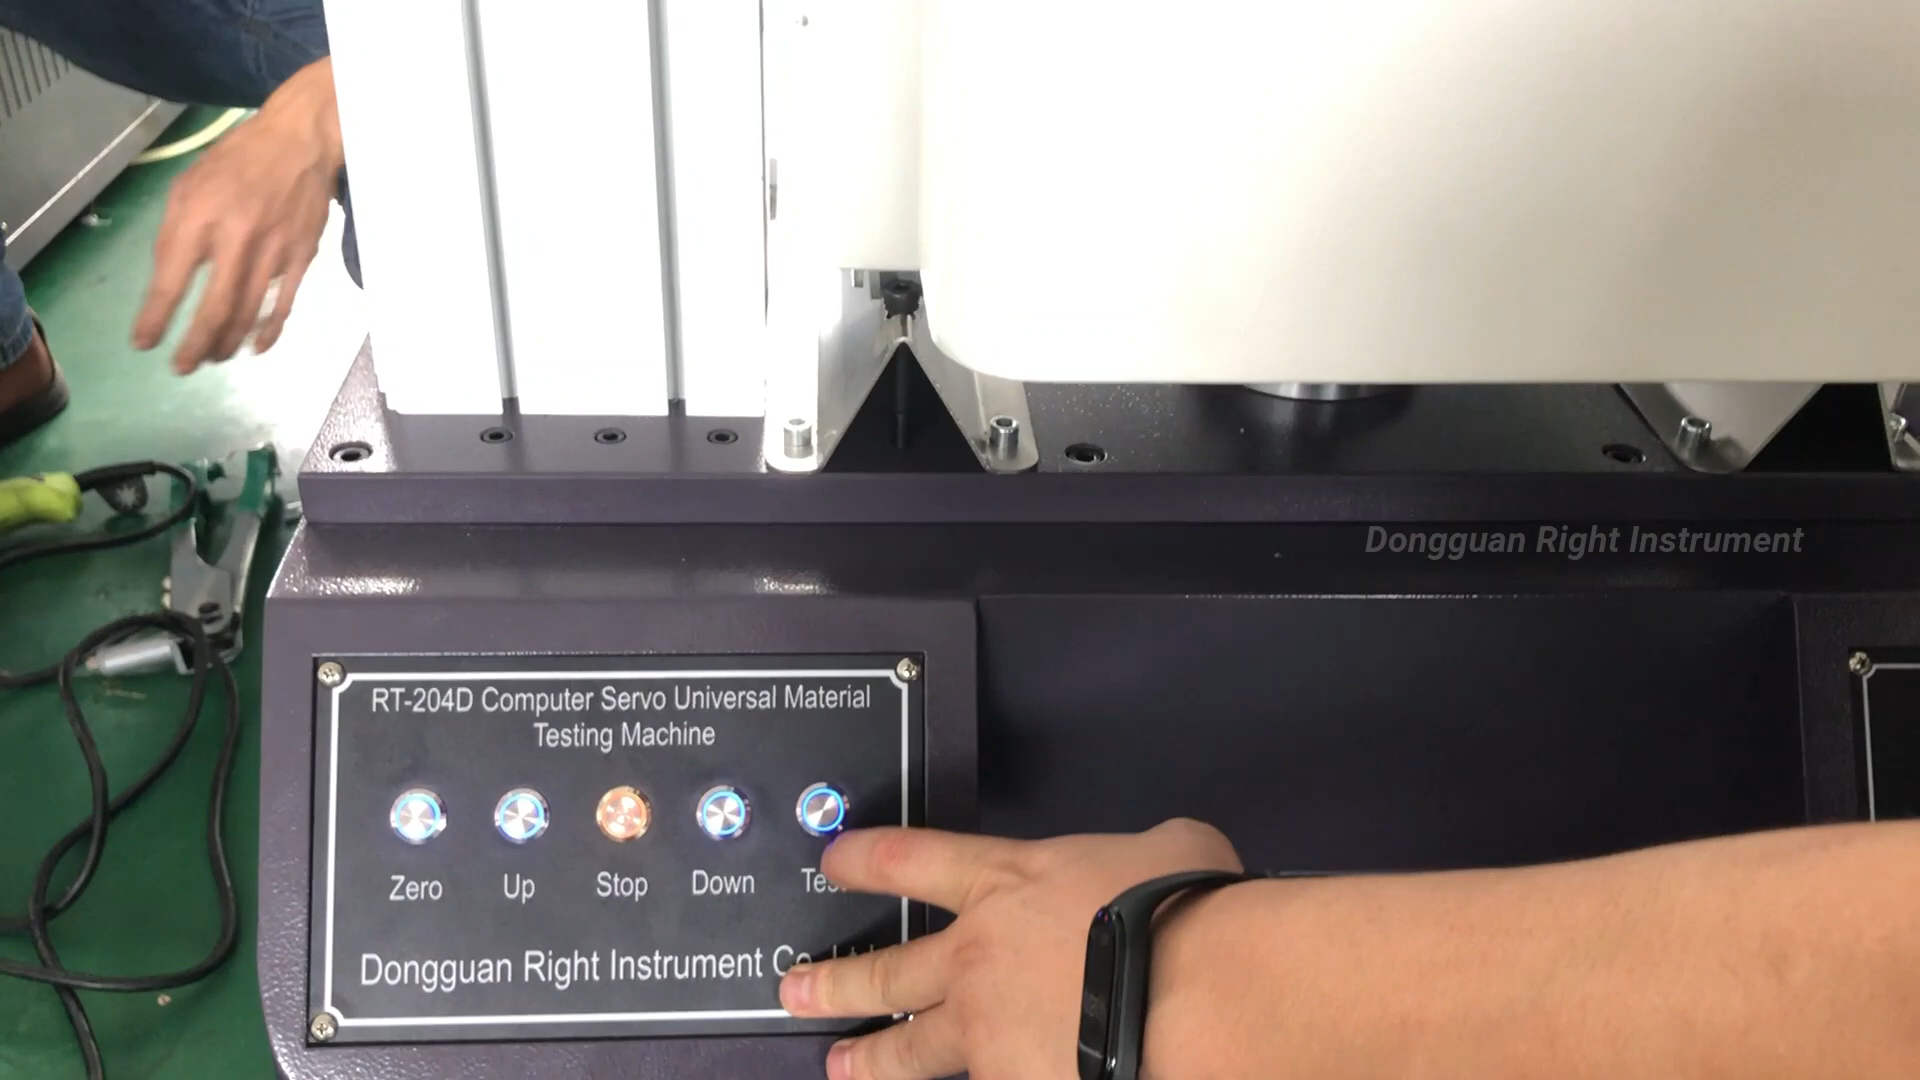 Dongguan Right Instrument
RT-204D Computer Servo Universal Material
Testing Machine
Zero Up Stop Down
Dongguan Right Instrument